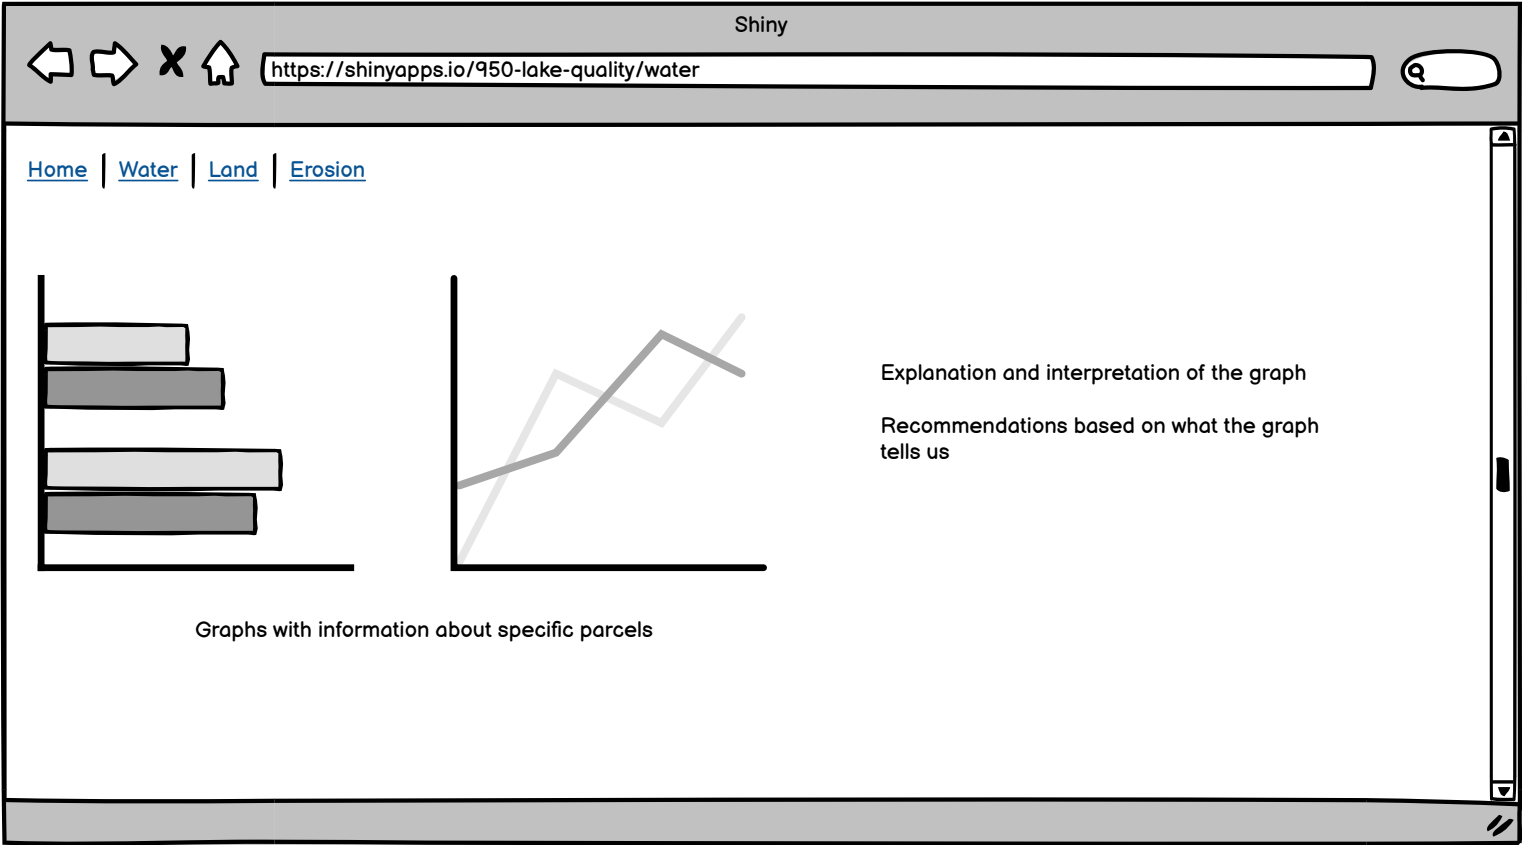 Shiny
https://shinyapps.io/950-lake-quality/water
Home | Water | Land | Erosion
Explanation and interpretation of the graph
Recommendations based on what the graph
tells us
Graphs with information about specific parcels